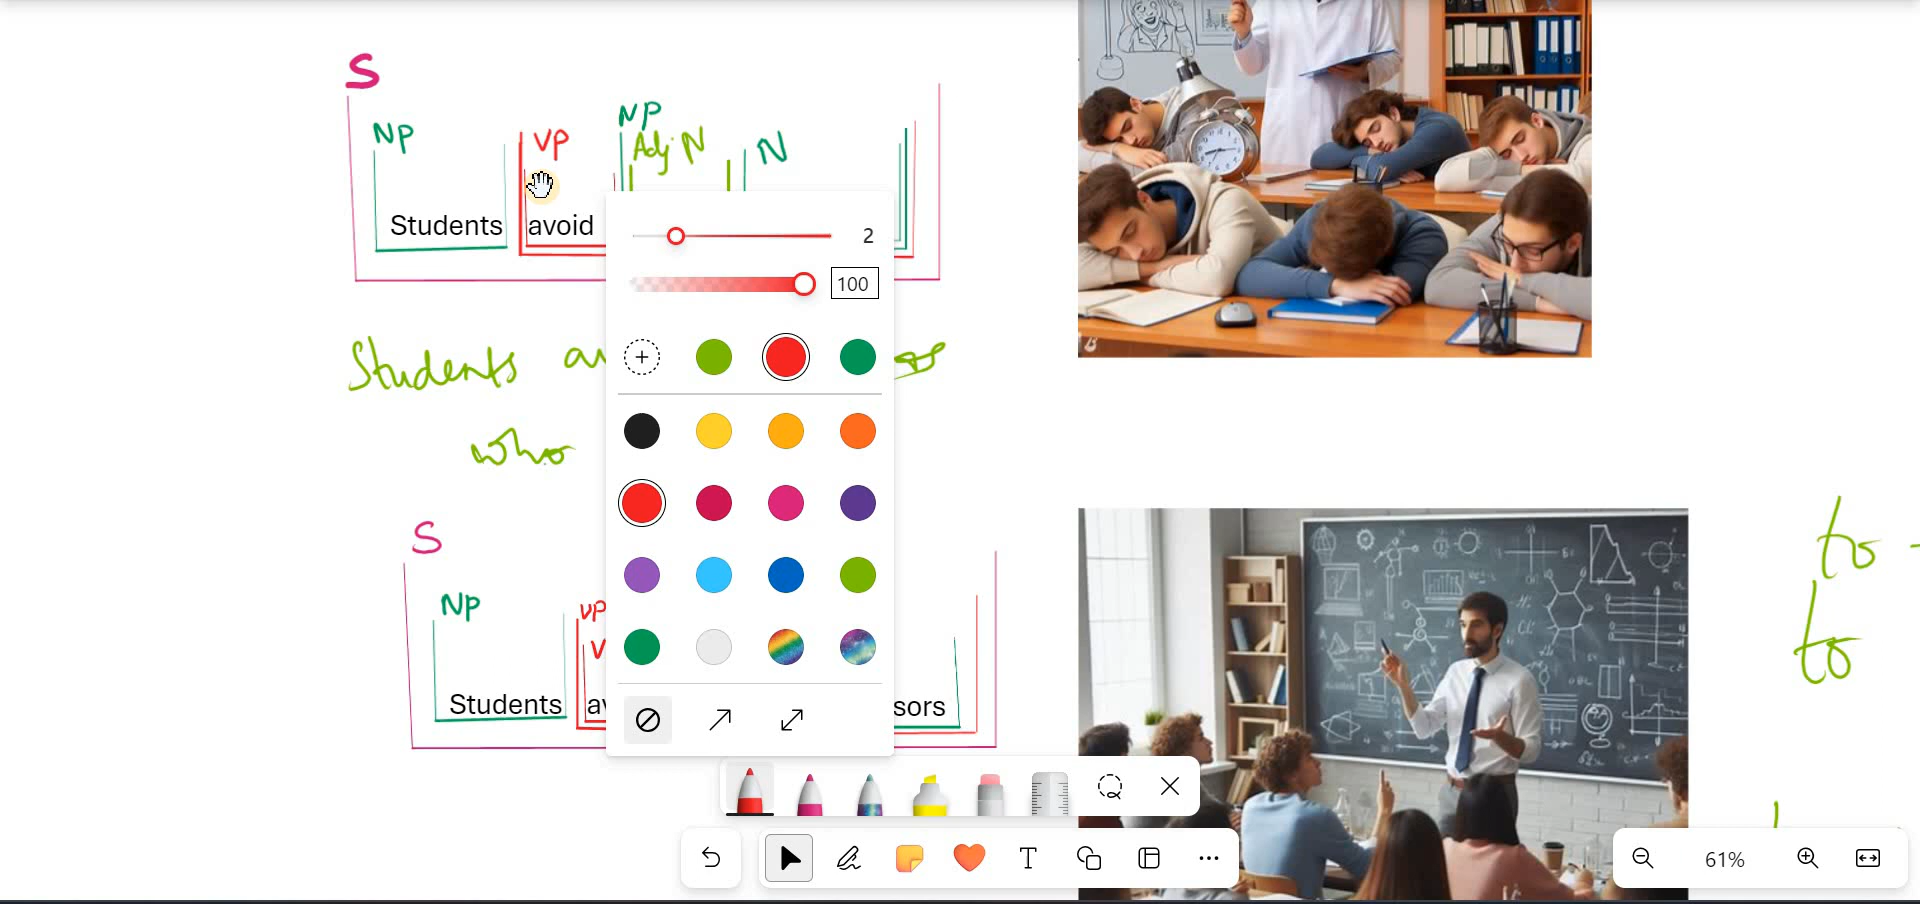 S
NP VP NP Adj N N
Students avoid
2
100
Students
who
S
NP VP
V
Students sors
to
to
61%